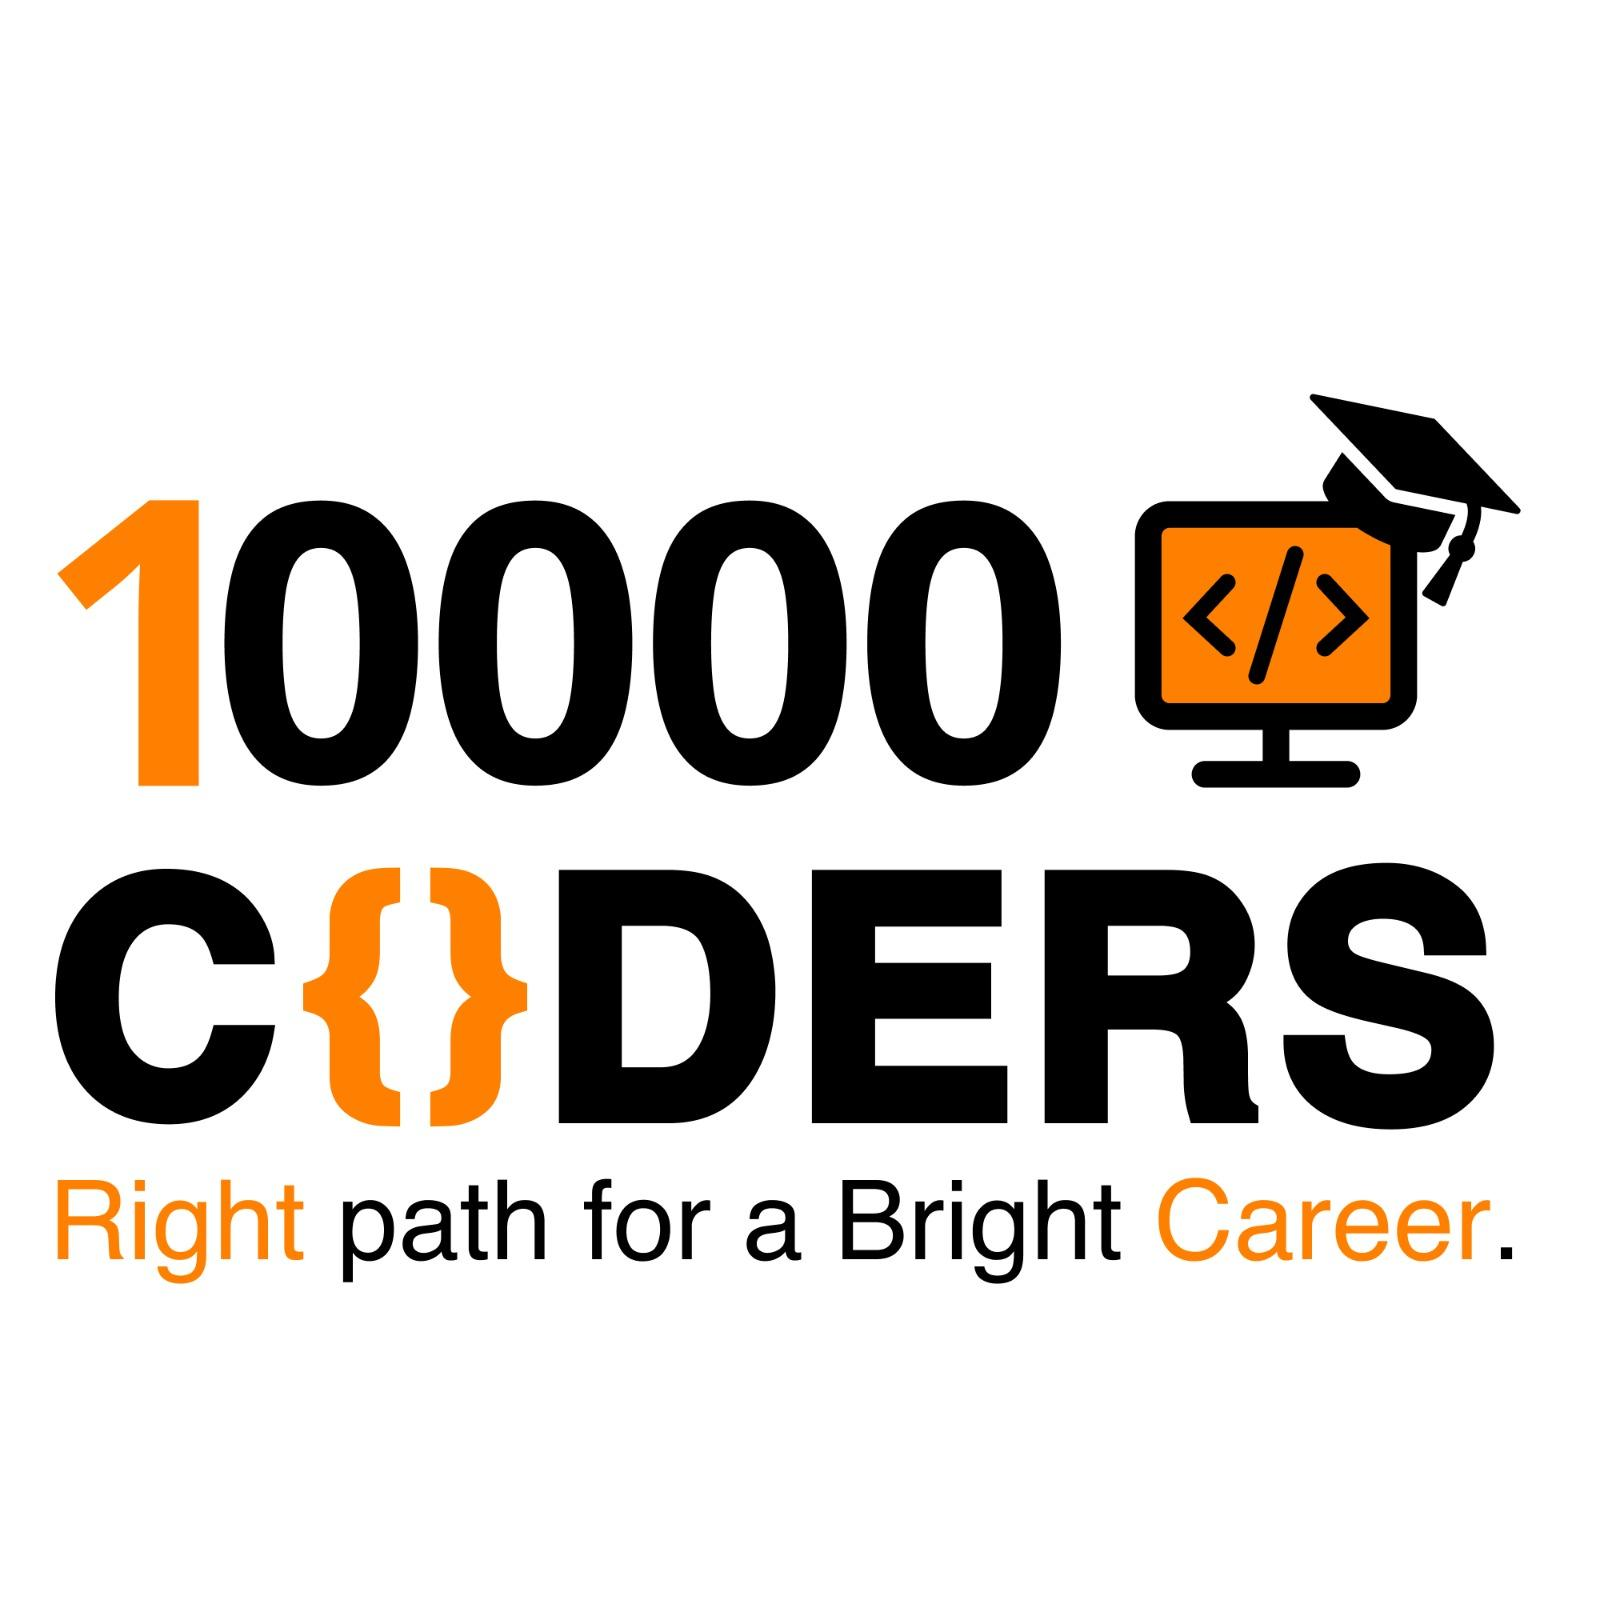 10000 </>
C{}DERS
Right path for a Bright Career.